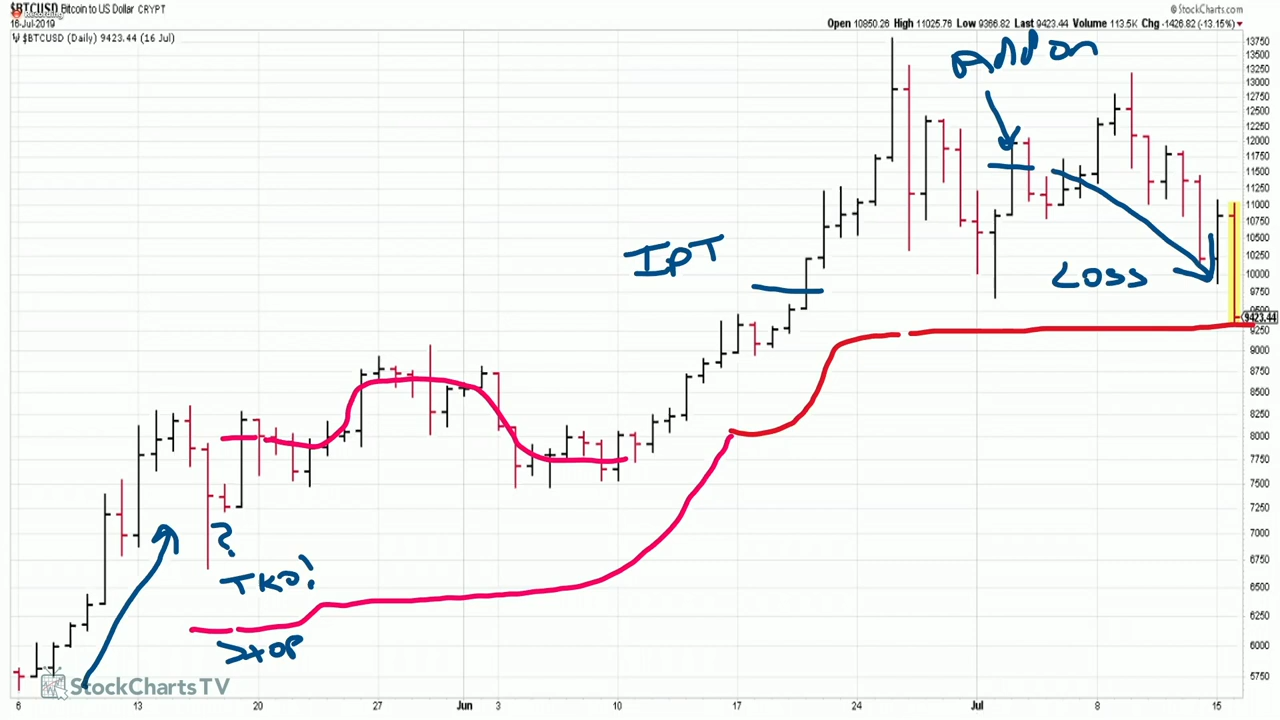 $BTCUSD Bitcoin to US Dollar CRYPT
© StockCharts.com
16-Jul-2019
Open 10850.26 High 11025.76 Low 9366.82 Last 9423.44 Volume 113.5K Chg -1426.82 (-13.15%)
$BTCUSD (Daily) 9423.44 (16 Jul)
Add on
IPT
Loss
?
TKO!
Stop
13750
13500
13250
13000
12750
12500
12250
12000
11750
11500
11250
11000
10750
10500
10250
10000
9750
9500
9423.44
9250
9000
8750
8500
8250
8000
7750
7500
7250
7000
6750
6500
6250
6000
5750
StockCharts TV
6 13 20 27 Jun 3 10 17 24 Jul 8 15